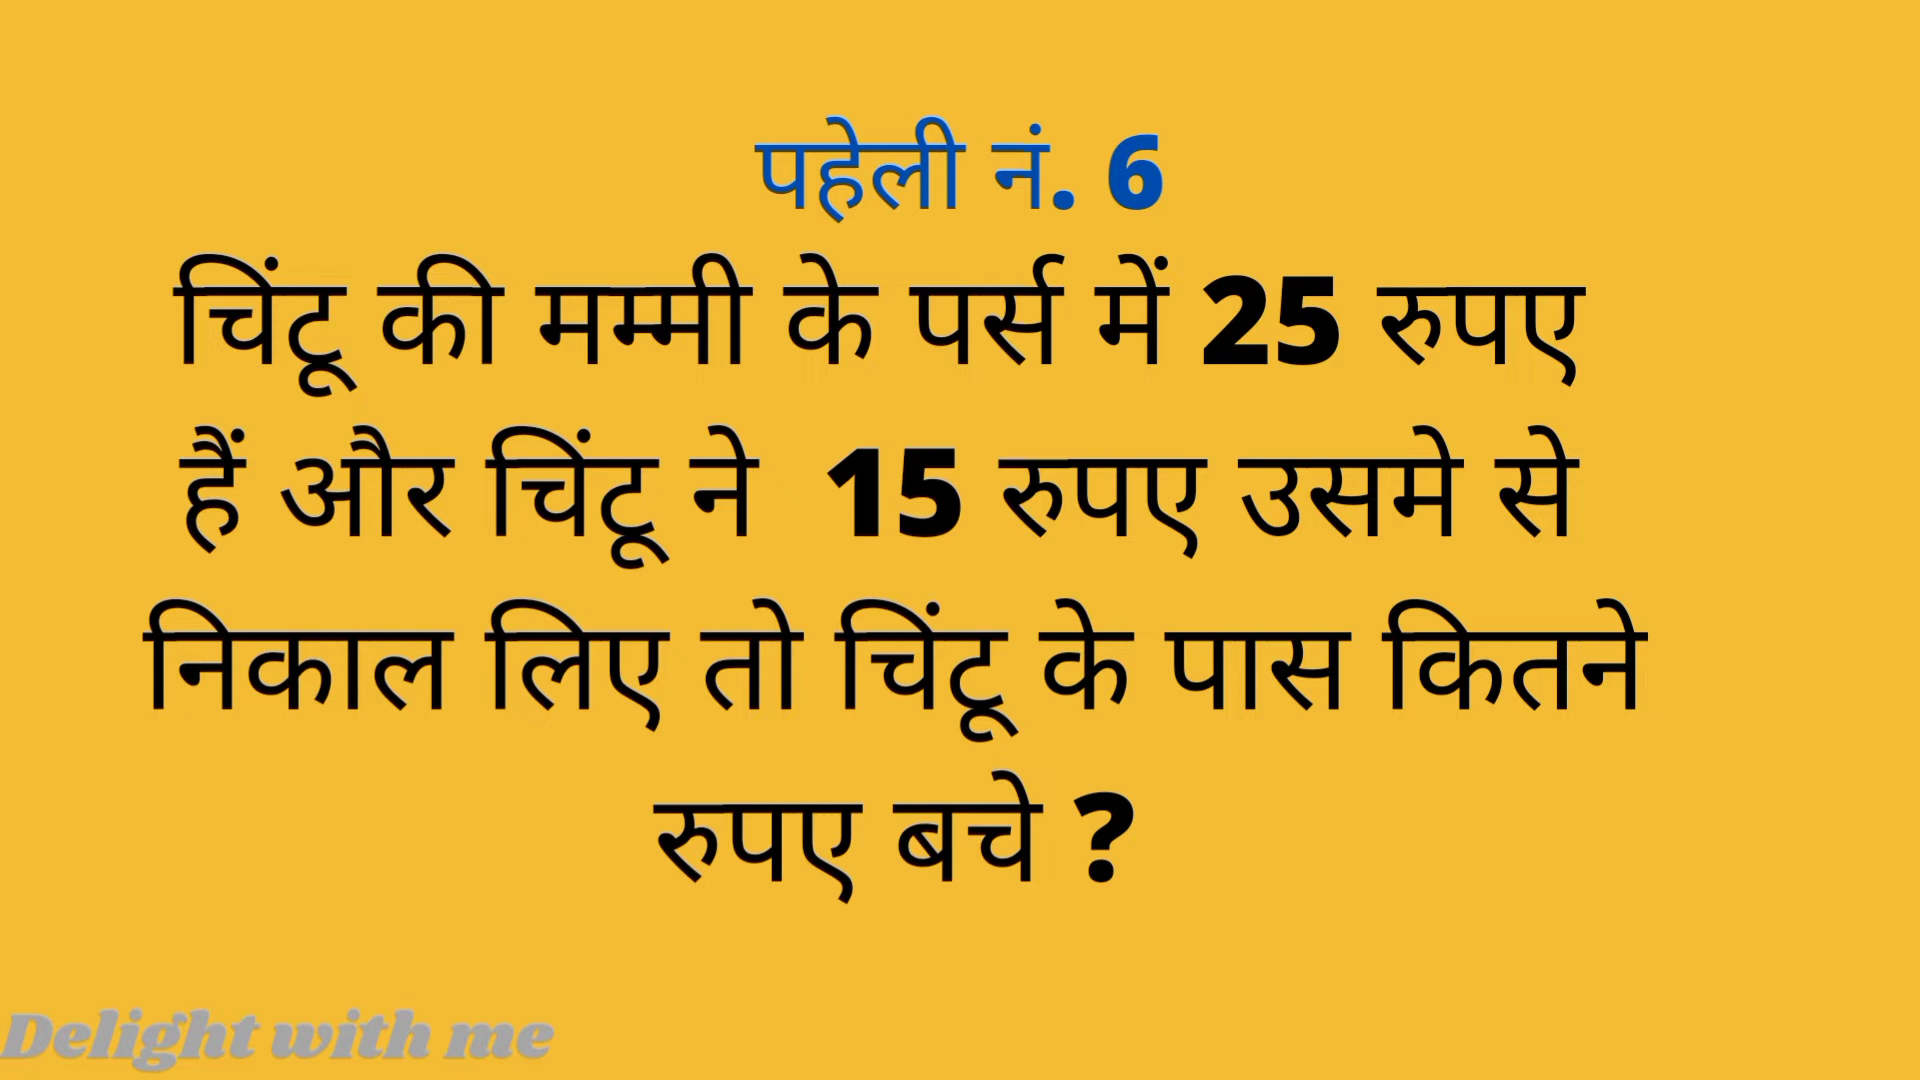 पहेली नं. 6
चिंटू की मम्मी के पर्स में 25 रुपए
हैं और चिंटू ने 15 रुपए उसमे से
निकाल लिए तो चिंटू के पास कितने
रुपए बचे ?
Delight with me